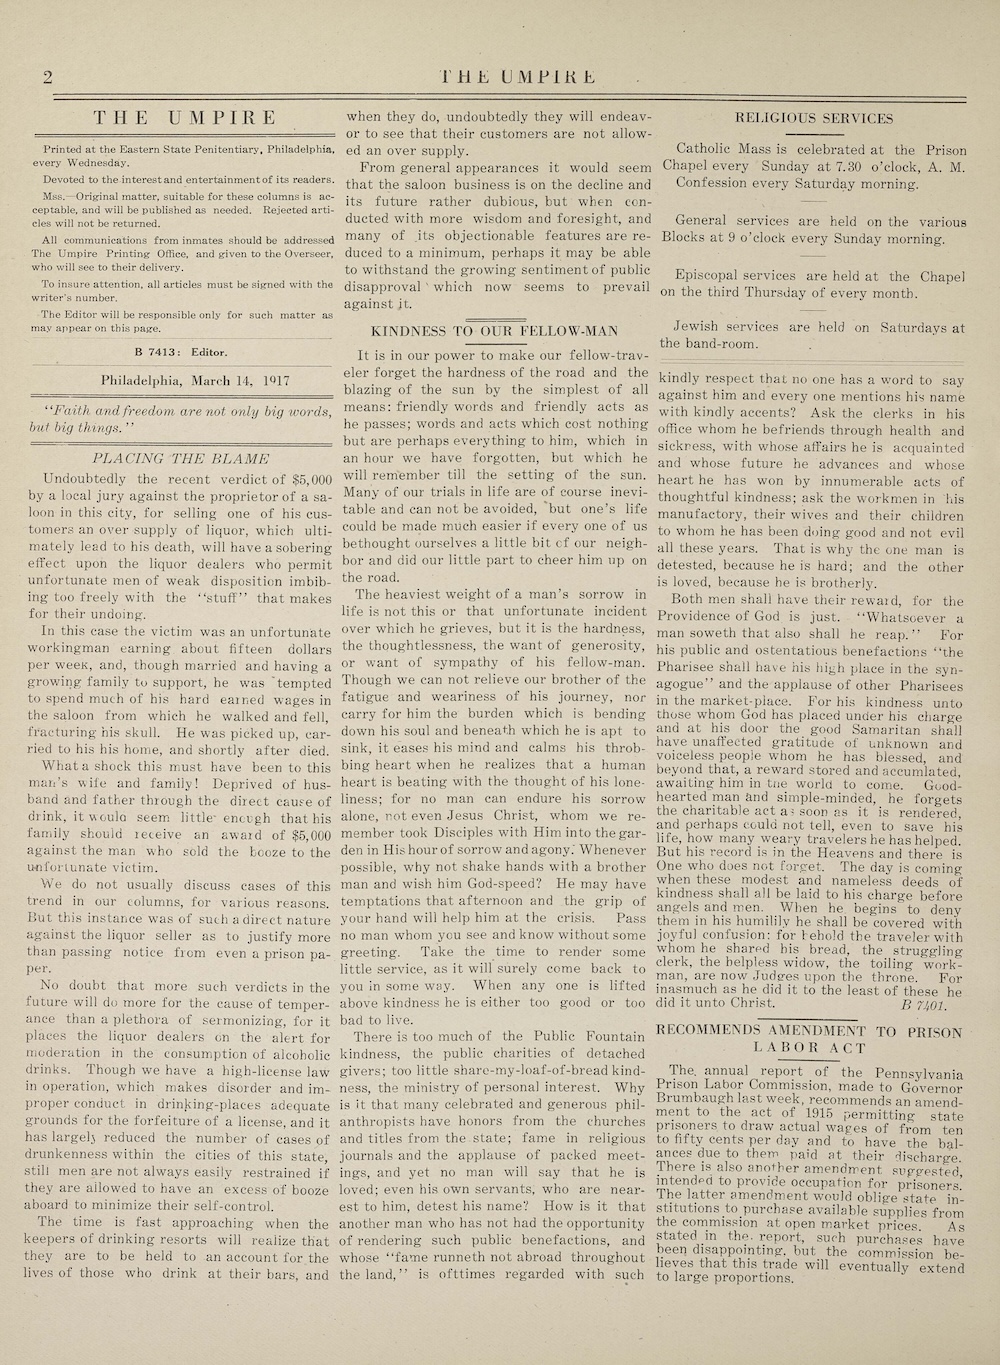 2
THE UMPIRE
THE UMPIRE
Printed at the Eastern State Penitentiary, Philadelphia,
every Wednesday.
Devoted to the interest and entertainment of its readers.
Mss.—Original matter, suitable for these columns is ac-
ceptable, and will be published as needed. Rejected arti-
cles will not be returned.
All communications from inmates should be addressed
The Umpire Printing Office, and given to the Overseer,
who will see to their delivery.
To insure attention, all articles must be signed with the
writer's number.
The Editor will be responsible only for such matter as
may appear on this page.
B 7413: Editor.
Philadelphia, March 14, 1917
"Faith and freedom are not only big words,
but big things."
PLACING THE BLAME
Undoubtedly the recent verdict of $5,000
by a local jury against the proprietor of a sa-
loon in this city, for selling one of his cus-
tomers an over supply of liquor, which ulti-
mately lead to his death, will have a sobering
effect upon the liquor dealers who permit
unfortunate men of weak disposition imbib-
ing too freely with the "stuff" that makes
for their undoing.
In this case the victim was an unfortunate
workingman earning about fifteen dollars
per week, and, though married and having a
growing family to support, he was tempted
to spend much of his hard earned wages in
the saloon from which he walked and fell,
fracturing his skull. He was picked up, car-
ried to his his home, and shortly after died.
What a shock this must have been to this
man's wife and family! Deprived of hus-
band and father through the direct cause of
drink, it would seem little enough that his
family should receive an award of $5,000
against the man who sold the booze to the
unfortunate victim.
We do not usually discuss cases of this
trend in our columns, for various reasons.
But this instance was of such a direct nature
against the liquor seller as to justify more
than passing notice from even a prison pa-
per.
No doubt that more such verdicts in the
future will do more for the cause of temper-
ance than a plethora of sermonizing, for it
places the liquor dealers on the alert for
moderation in the consumption of alcoholic
drinks. Though we have a high-license law
in operation, which makes disorder and im-
proper conduct in drinking-places adequate
grounds for the forfeiture of a license, and it
has largely reduced the number of cases of
drunkenness within the cities of this state,
still men are not always easily restrained if
they are allowed to have an excess of booze
aboard to minimize their self-control.
The time is fast approaching when the
keepers of drinking resorts will realize that
they are to be held to an account for the
lives of those who drink at their bars, and
when they do, undoubtedly they will endeav-
or to see that their customers are not allow-
ed an over supply.
From general appearances it would seem
that the saloon business is on the decline and
its future rather dubious, but when con-
ducted with more wisdom and foresight, and
many of its objectionable features are re-
duced to a minimum, perhaps it may be able
to withstand the growing sentiment of public
disapproval which now seems to prevail
against it.
KINDNESS TO OUR FELLOW-MAN
It is in our power to make our fellow-trav-
eler forget the hardness of the road and the
blazing of the sun by the simplest of all
means: friendly words and friendly acts as
he passes; words and acts which cost nothing
but are perhaps everything to him, which in
an hour we have forgotten, but which he
will remember till the setting of the sun.
Many of our trials in life are of course inevi-
table and can not be avoided, but one's life
could be made much easier if every one of us
bethought ourselves a little bit of our neigh-
bor and did our little part to cheer him up on
the road.
The heaviest weight of a man's sorrow in
life is not this or that unfortunate incident
over which he grieves, but it is the hardness,
the thoughtlessness, the want of generosity,
or want of sympathy of his fellow-man.
Though we can not relieve our brother of the
fatigue and weariness of his journey, nor
carry for him the burden which is bending
down his soul and beneath which he is apt to
sink, it eases his mind and calms his throb-
bing heart when he realizes that a human
heart is beating with the thought of his lone-
liness; for no man can endure his sorrow
alone, not even Jesus Christ, whom we re-
member took Disciples with Him into the gar-
den in His hour of sorrow and agony. Whenever
possible, why not shake hands with a brother
man and wish him God-speed? He may have
temptations that afternoon and the grip of
your hand will help him at the crisis. Pass
no man whom you see and know without some
greeting. Take the time to render some
little service, as it will surely come back to
you in some way. When any one is lifted
above kindness he is either too good or too
bad to live.
There is too much of the Public Fountain
kindness, the public charities of detached
givers; too little share-my-loaf-of-bread kind-
ness, the ministry of personal interest. Why
is it that many celebrated and generous phil-
anthropists have honors from the churches
and titles from the state; fame in religious
journals and the applause of packed meet-
ings, and yet no man will say that he is
loved; even his own servants, who are near-
est to him, detest his name? How is it that
another man who has not had the opportunity
of rendering such public benefactions, and
whose "fame runneth not abroad throughout
the land," is ofttimes regarded with such
RELIGIOUS SERVICES
Catholic Mass is celebrated at the Prison
Chapel every Sunday at 7.30 o'clock, A. M.
Confession every Saturday morning.
General services are held on the various
Blocks at 9 o'clock every Sunday morning.
Episcopal services are held at the Chapel
on the third Thursday of every month.
Jewish services are held on Saturdays at
the band-room.
kindly respect that no one has a word to say
against him and every one mentions his name
with kindly accents? Ask the clerks in his
office whom he befriends through health and
sickness, with whose affairs he is acquainted
and whose future he advances and whose
heart he has won by innumerable acts of
thoughtful kindness; ask the workmen in his
manufactory, their wives and their children
to whom he has been doing good and not evil
all these years. That is why the one man is
detested, because he is hard; and the other
is loved, because he is brotherly.
Both men shall have their reward, for the
Providence of God is just. "Whatsoever a
man soweth that also shall he reap." For
his public and ostentatious benefactions "the
Pharisee shall have his high place in the syn-
agogue" and the applause of other Pharisees
in the market-place. For his kindness unto
those whom God has placed under his charge
and at his door the good Samaritan shall
have unaffected gratitude of unknown and
voiceless people whom he has blessed, and
beyond that, a reward stored and accumlated,
awaiting him in the world to come. Good-
hearted man and simple-minded, he forgets
the charitable act as soon as it is rendered,
and perhaps could not tell, even to save his
life, how many weary travelers he has helped.
But his record is in the Heavens and there is
One who does not forget. The day is coming
when these modest and nameless deeds of
kindness shall all be laid to his charge before
angels and men. When he begins to deny
them in his humilily he shall be covered with
joyful confusion: for behold the traveler with
whom he shared his bread, the struggling
clerk, the helpless widow, the toiling work-
man, are now Judges upon the throne. For
inasmuch as he did it to the least of these he
did it unto Christ. B 7401.
RECOMMENDS AMENDMENT TO PRISON
LABOR ACT
The annual report of the Pennsylvania
Prison Labor Commission, made to Governor
Brumbaugh last week, recommends an amend-
ment to the act of 1915 permitting state
prisoners to draw actual wages of from ten
to fifty cents per day and to have the bal-
ances due to them paid at their discharge.
There is also another amendment suggested,
intended to provide occupation for prisoners.
The latter amendment would oblige state in-
stitutions to purchase available supplies from
the commission at open market prices. As
stated in the report, such purchases have
been disappointing, but the commission be-
lieves that this trade will eventually extend
to large proportions.